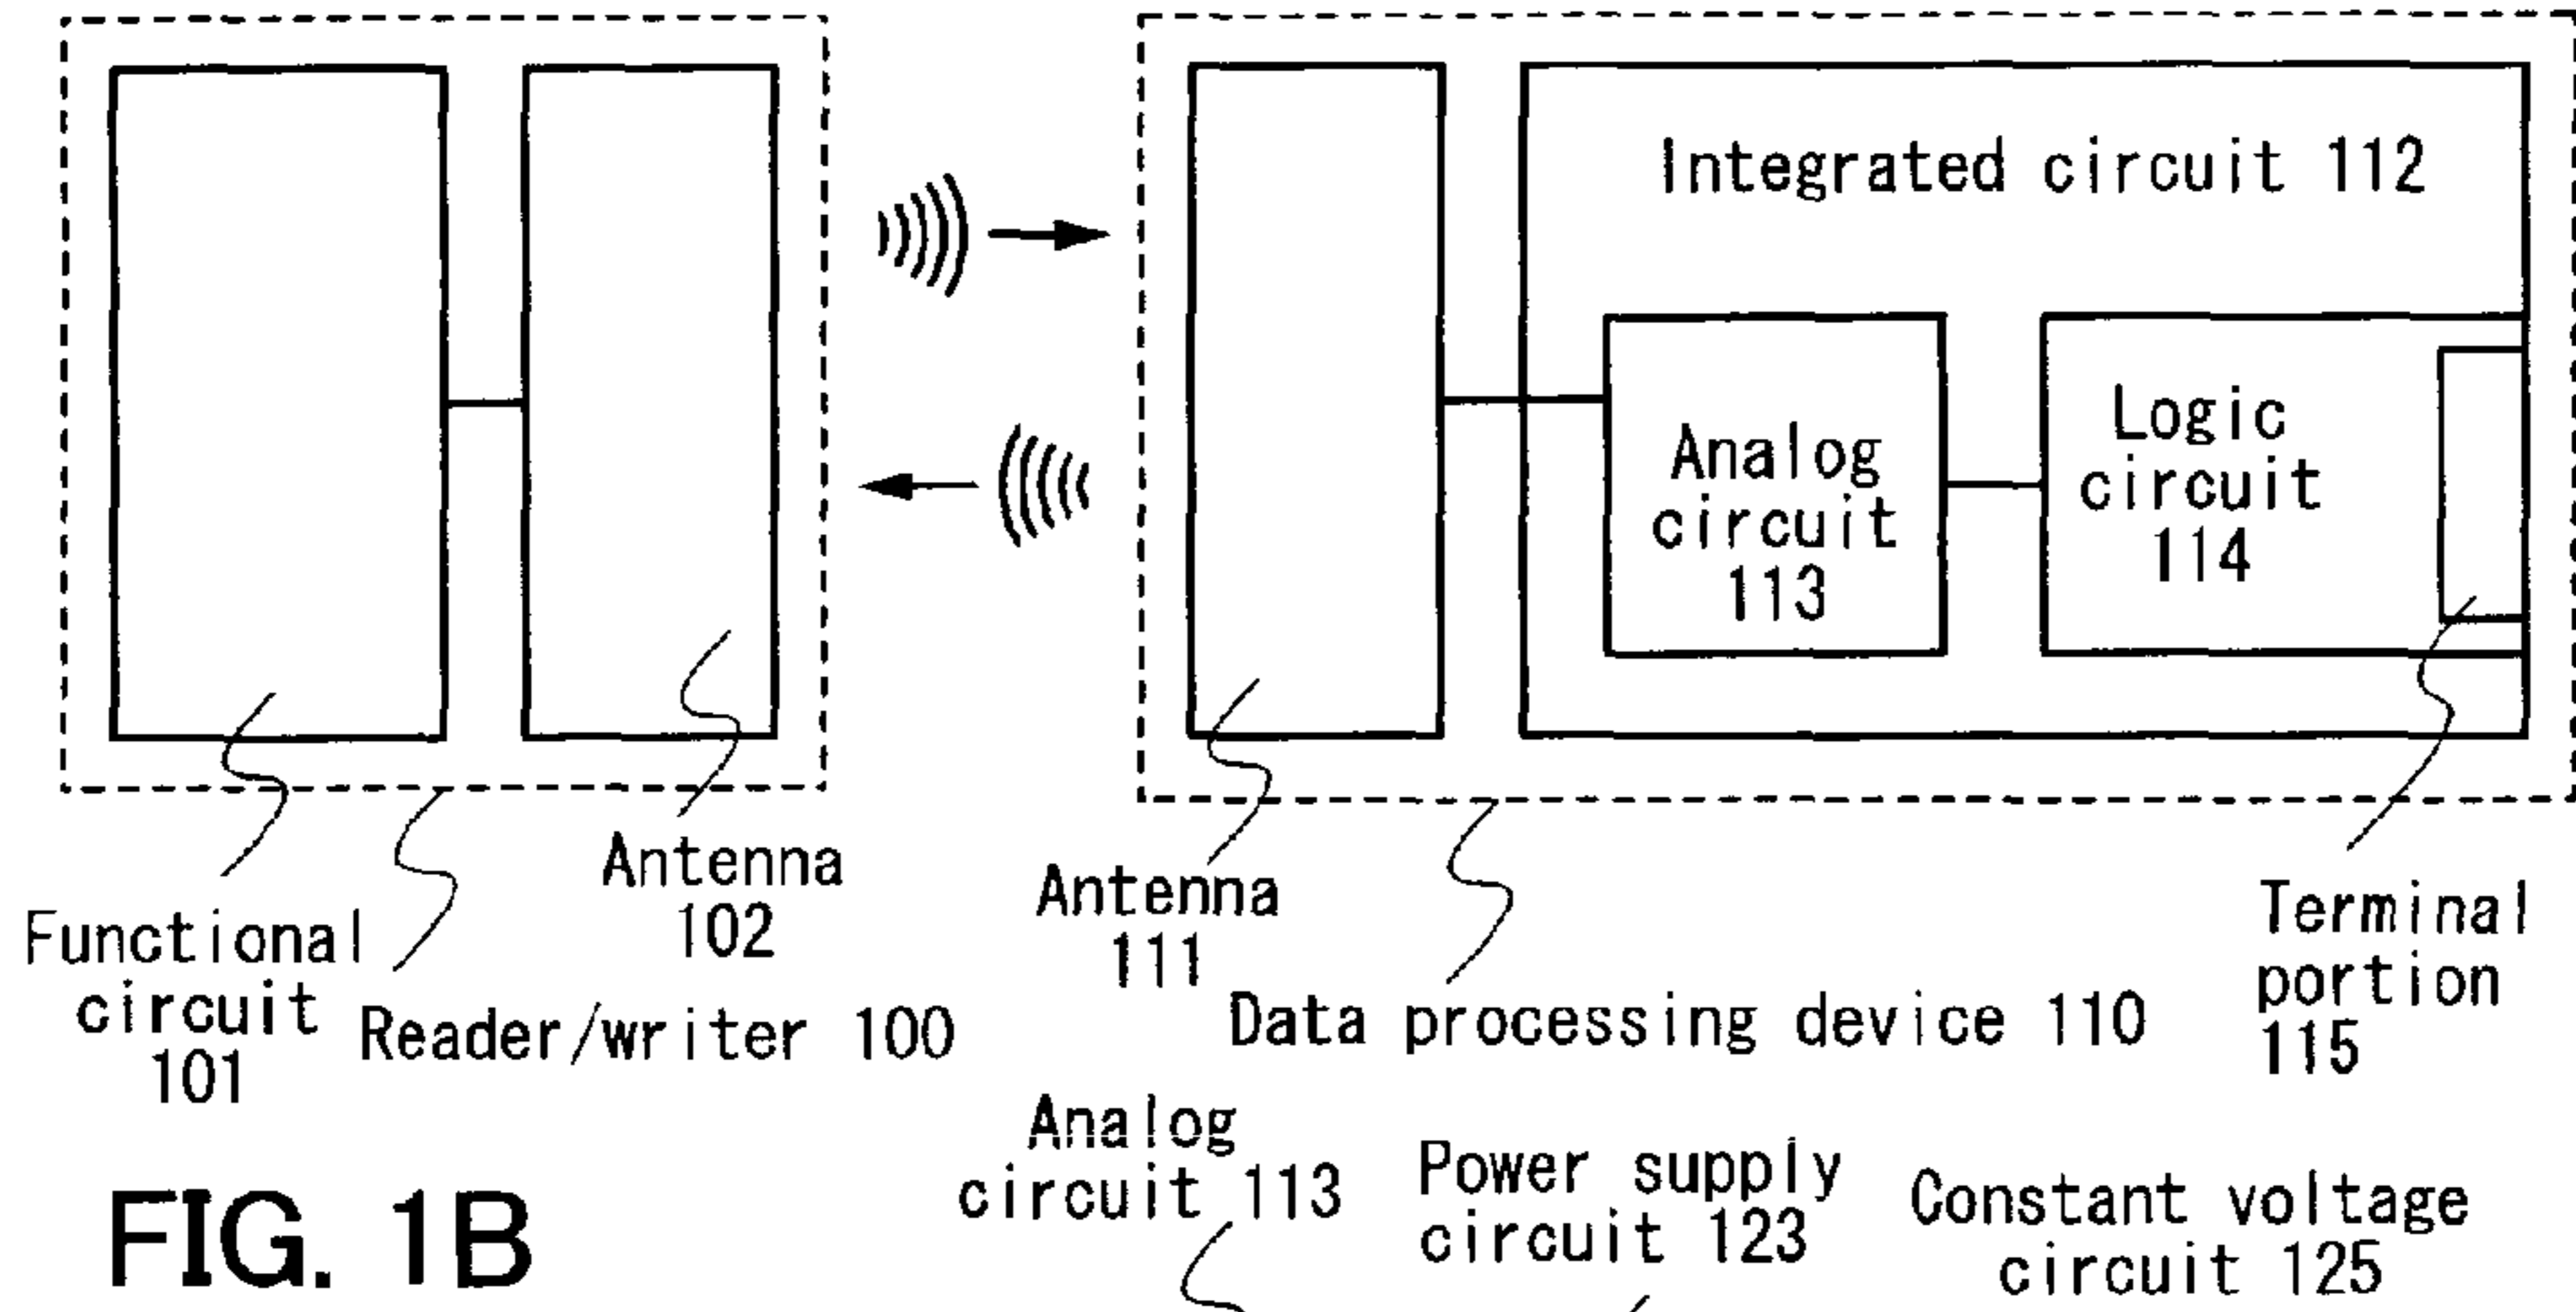 Integrated circuit 112
Analog
circuit
113
Logic
circuit
114
Functional
circuit
101
Reader/writer 100
Antenna
102
Antenna
111
Data processing device 110
Terminal
portion
115
FIG. 1B
Analog
circuit 113
Power supply
circuit 123
Constant voltage
circuit 125